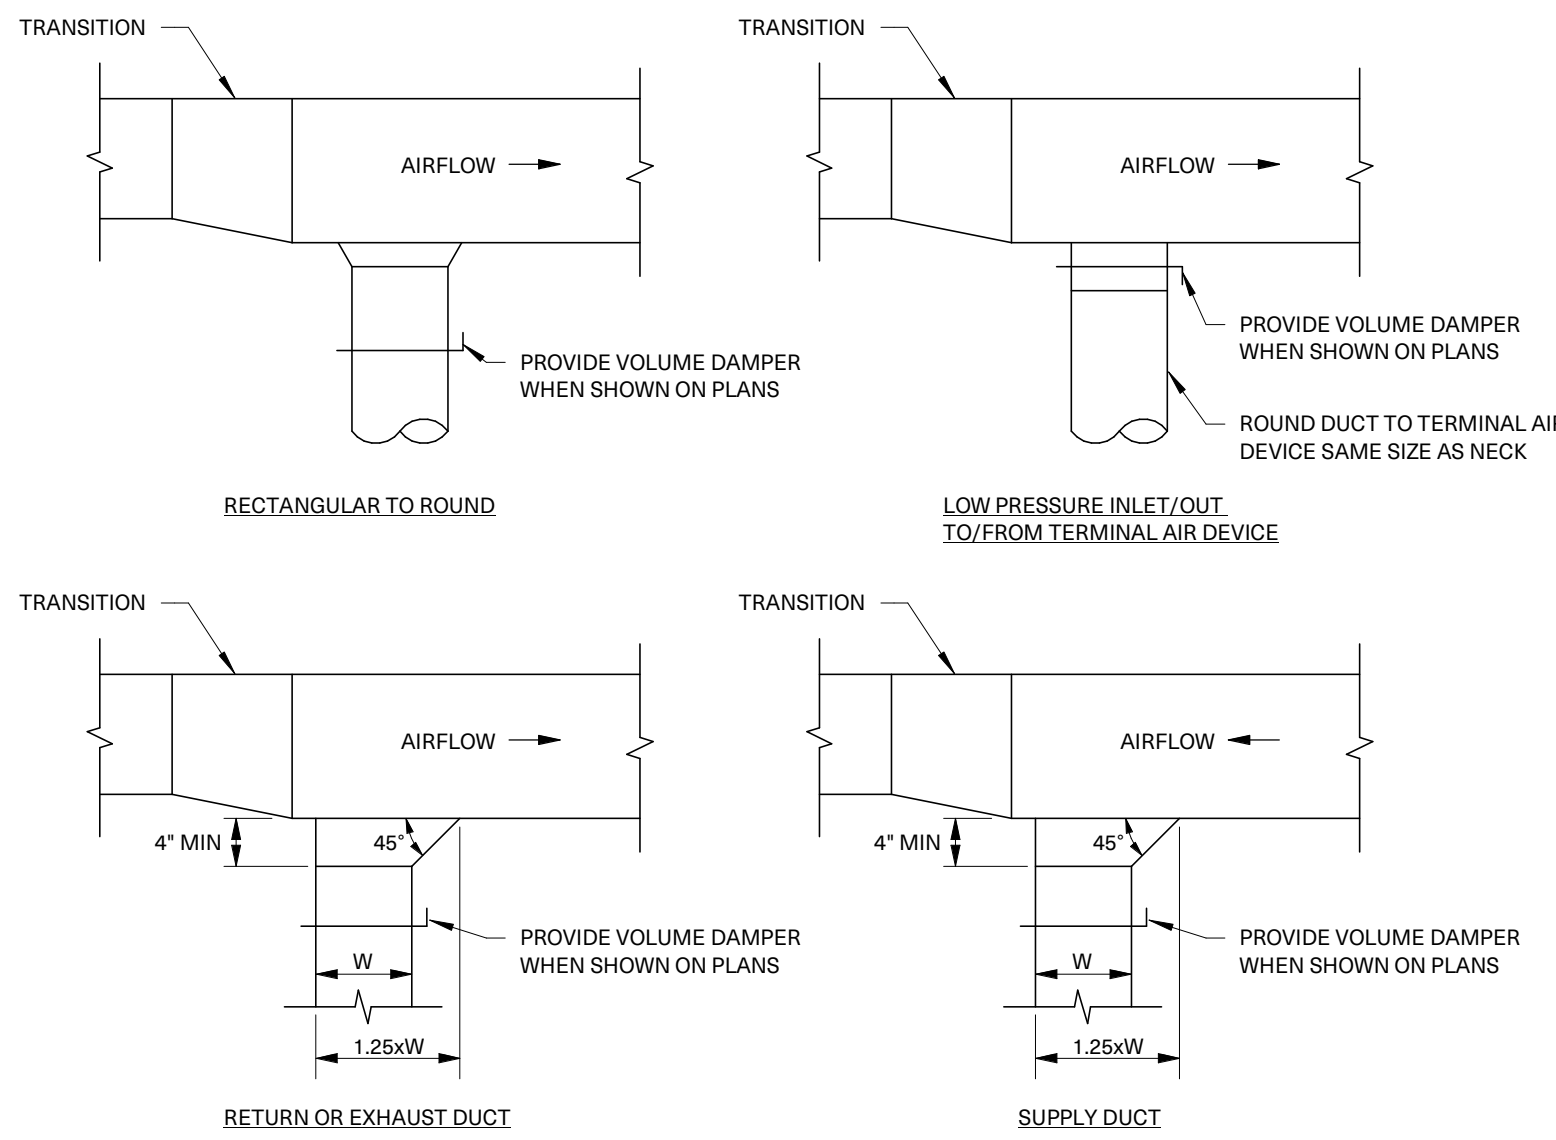 TRANSITION
AIRFLOW
PROVIDE VOLUME DAMPER
WHEN SHOWN ON PLANS
RECTANGULAR TO ROUND
TRANSITION
AIRFLOW
PROVIDE VOLUME DAMPER
WHEN SHOWN ON PLANS
ROUND DUCT TO TERMINAL AI
DEVICE SAME SIZE AS NECK
LOW PRESSURE INLET/OUT
TO/FROM TERMINAL AIR DEVICE
TRANSITION
AIRFLOW
4" MIN
45°
PROVIDE VOLUME DAMPER
WHEN SHOWN ON PLANS
W
1.25xW
RETURN OR EXHAUST DUCT
TRANSITION
AIRFLOW
4" MIN
45°
PROVIDE VOLUME DAMPER
WHEN SHOWN ON PLANS
W
1.25xW
SUPPLY DUCT